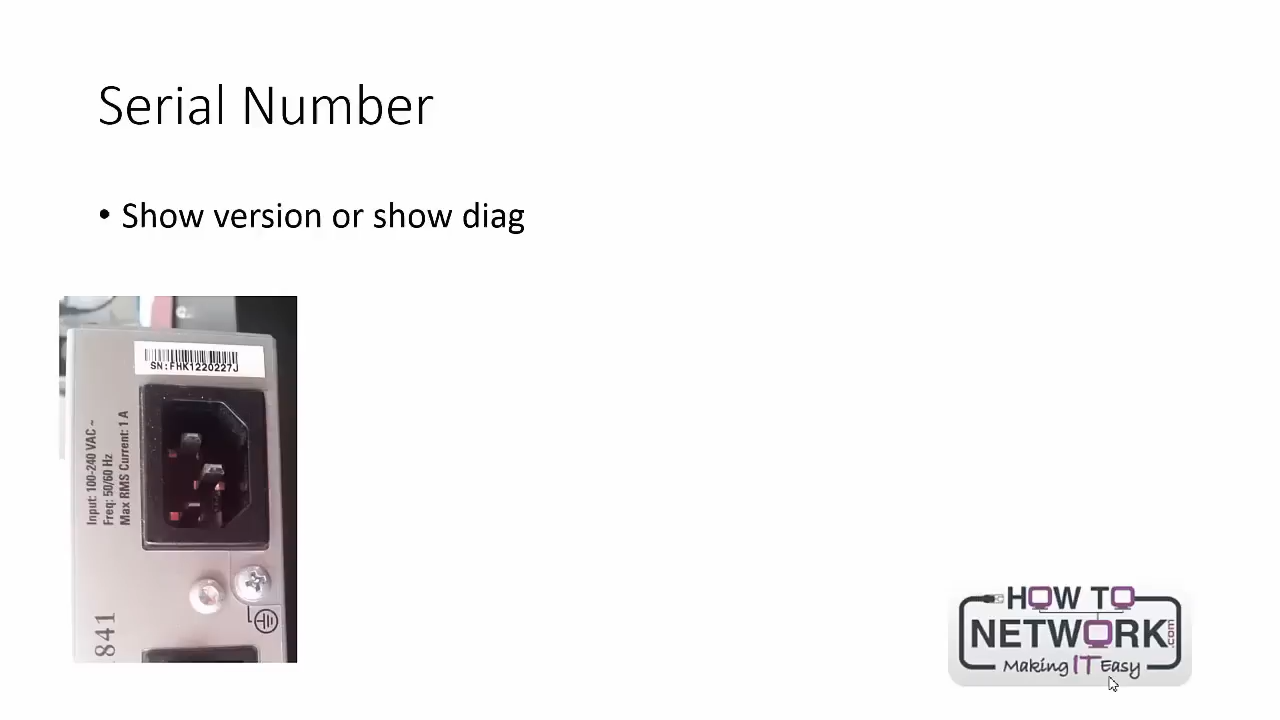 Serial Number
• Show version or show diag
SN:FHK1220227J
Input: 100-240 VAC ~
Freq: 50/60 Hz
Max RMS Current: 1 A
841
HOW TO
NETWORK.com
Making IT Easy